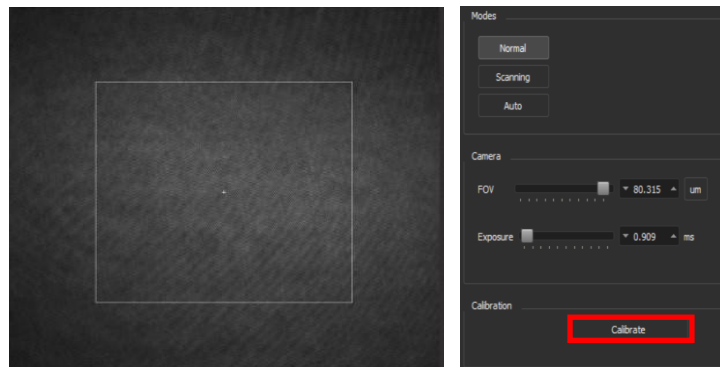 Modes
Normal
Scanning
Auto
Camera
FOV 80.315 um
Exposure 0.909 ms
Calibration
Calibrate